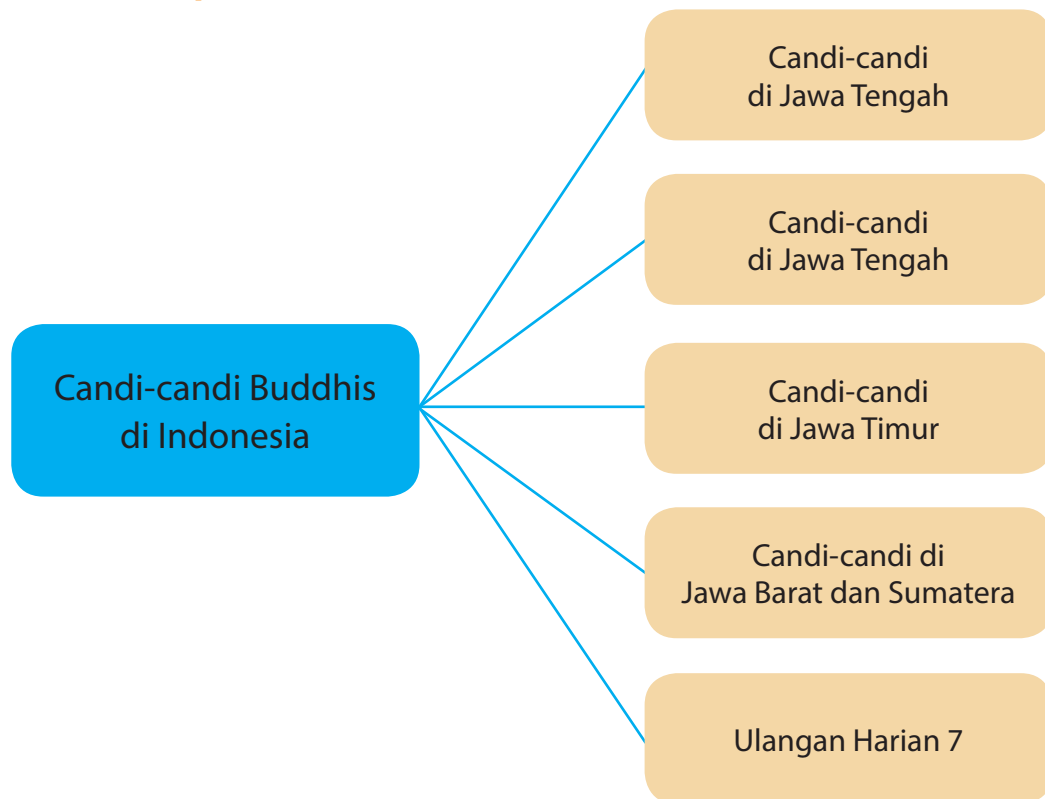 Candi-candi
di Jawa Tengah
Candi-candi
di Jawa Tengah
Candi-candi Buddhis
di Indonesia
Candi-candi
di Jawa Timur
Candi-candi di
Jawa Barat dan Sumatera
Ulangan Harian 7